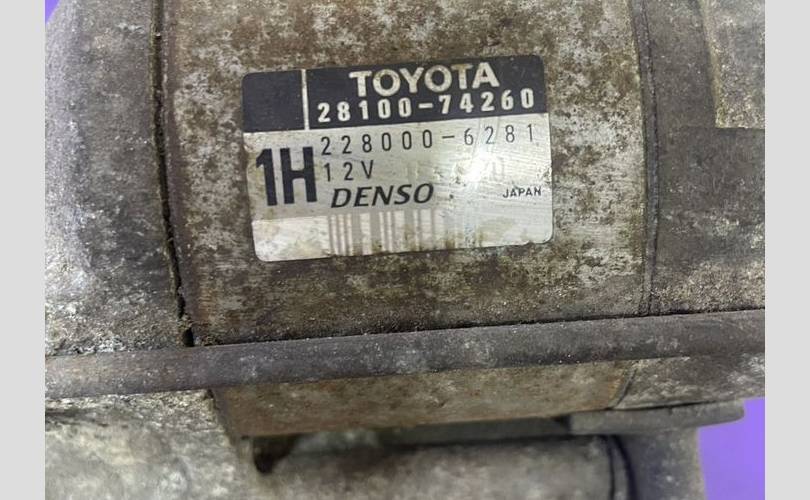 TOYOTA
28100-74260
228000-6281
1H
12V
DENSO
JAPAN